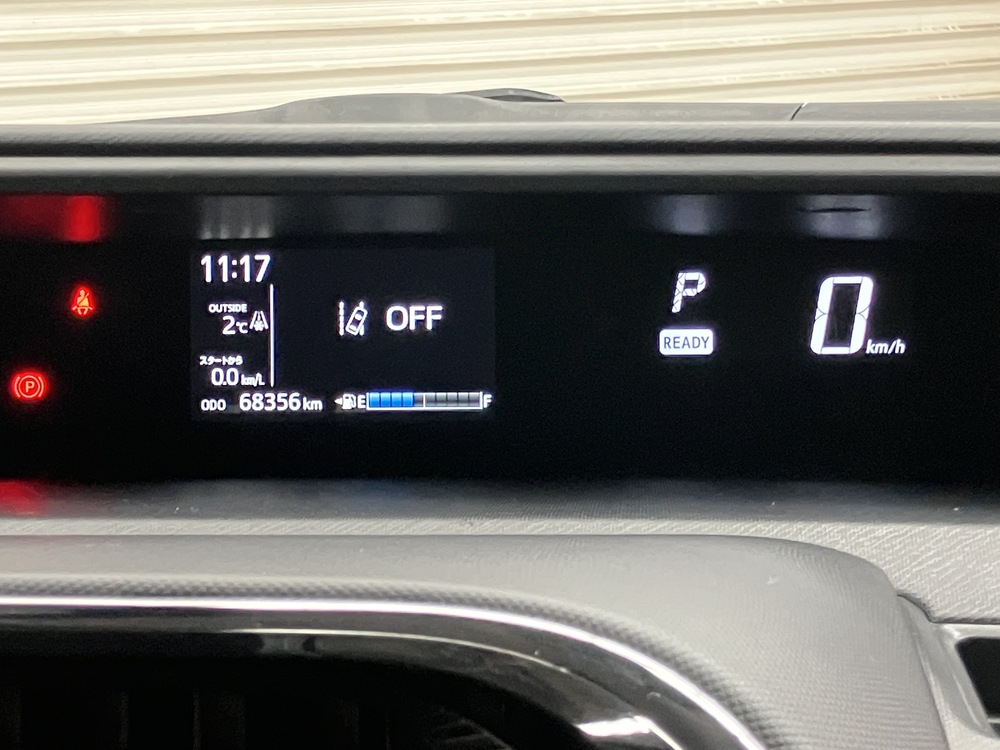 11:17
OUTSIDE
2℃
OFF
スタートから
0.0 km/L
ODO 68356 km
E F
P
READY
0 km/h
P